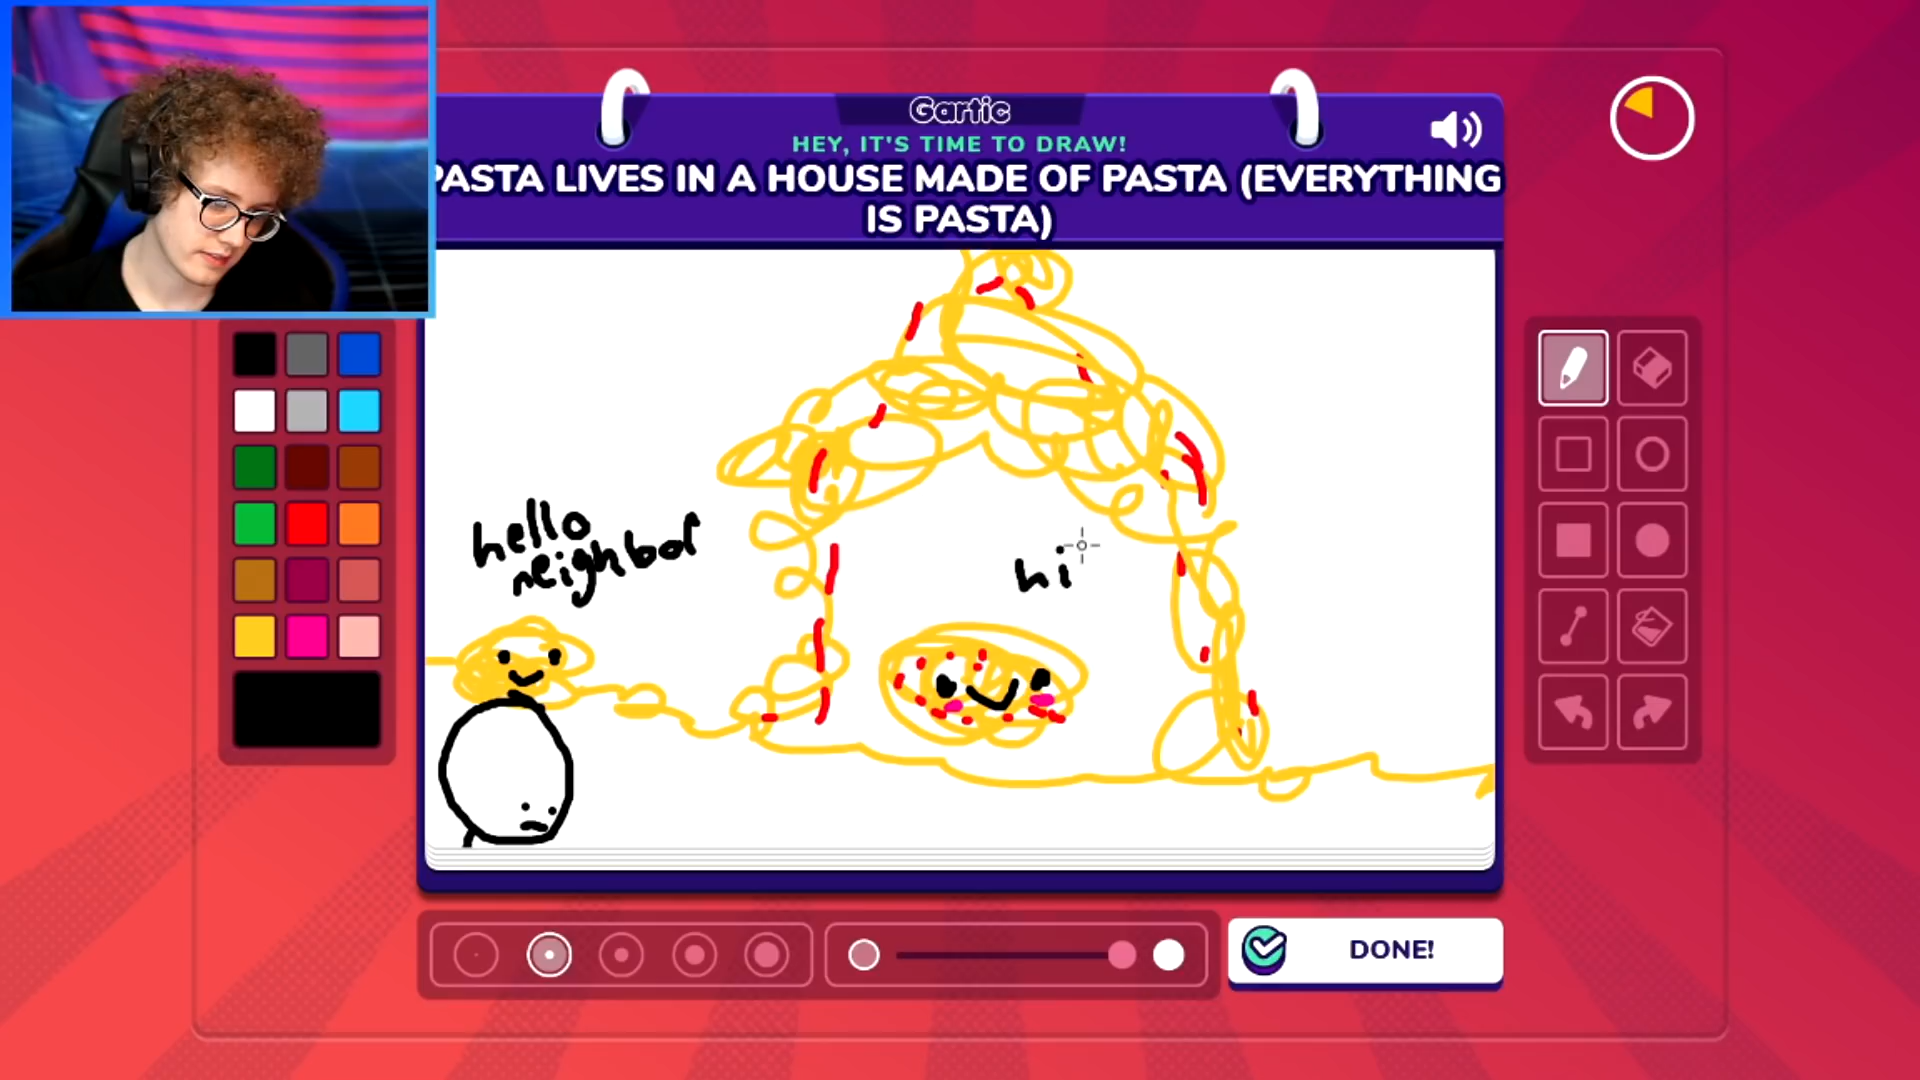 Gartic
HEY, IT'S TIME TO DRAW!
PASTA LIVES IN A HOUSE MADE OF PASTA (EVERYTHING
IS PASTA)
hello
neighbor
hi
DONE!